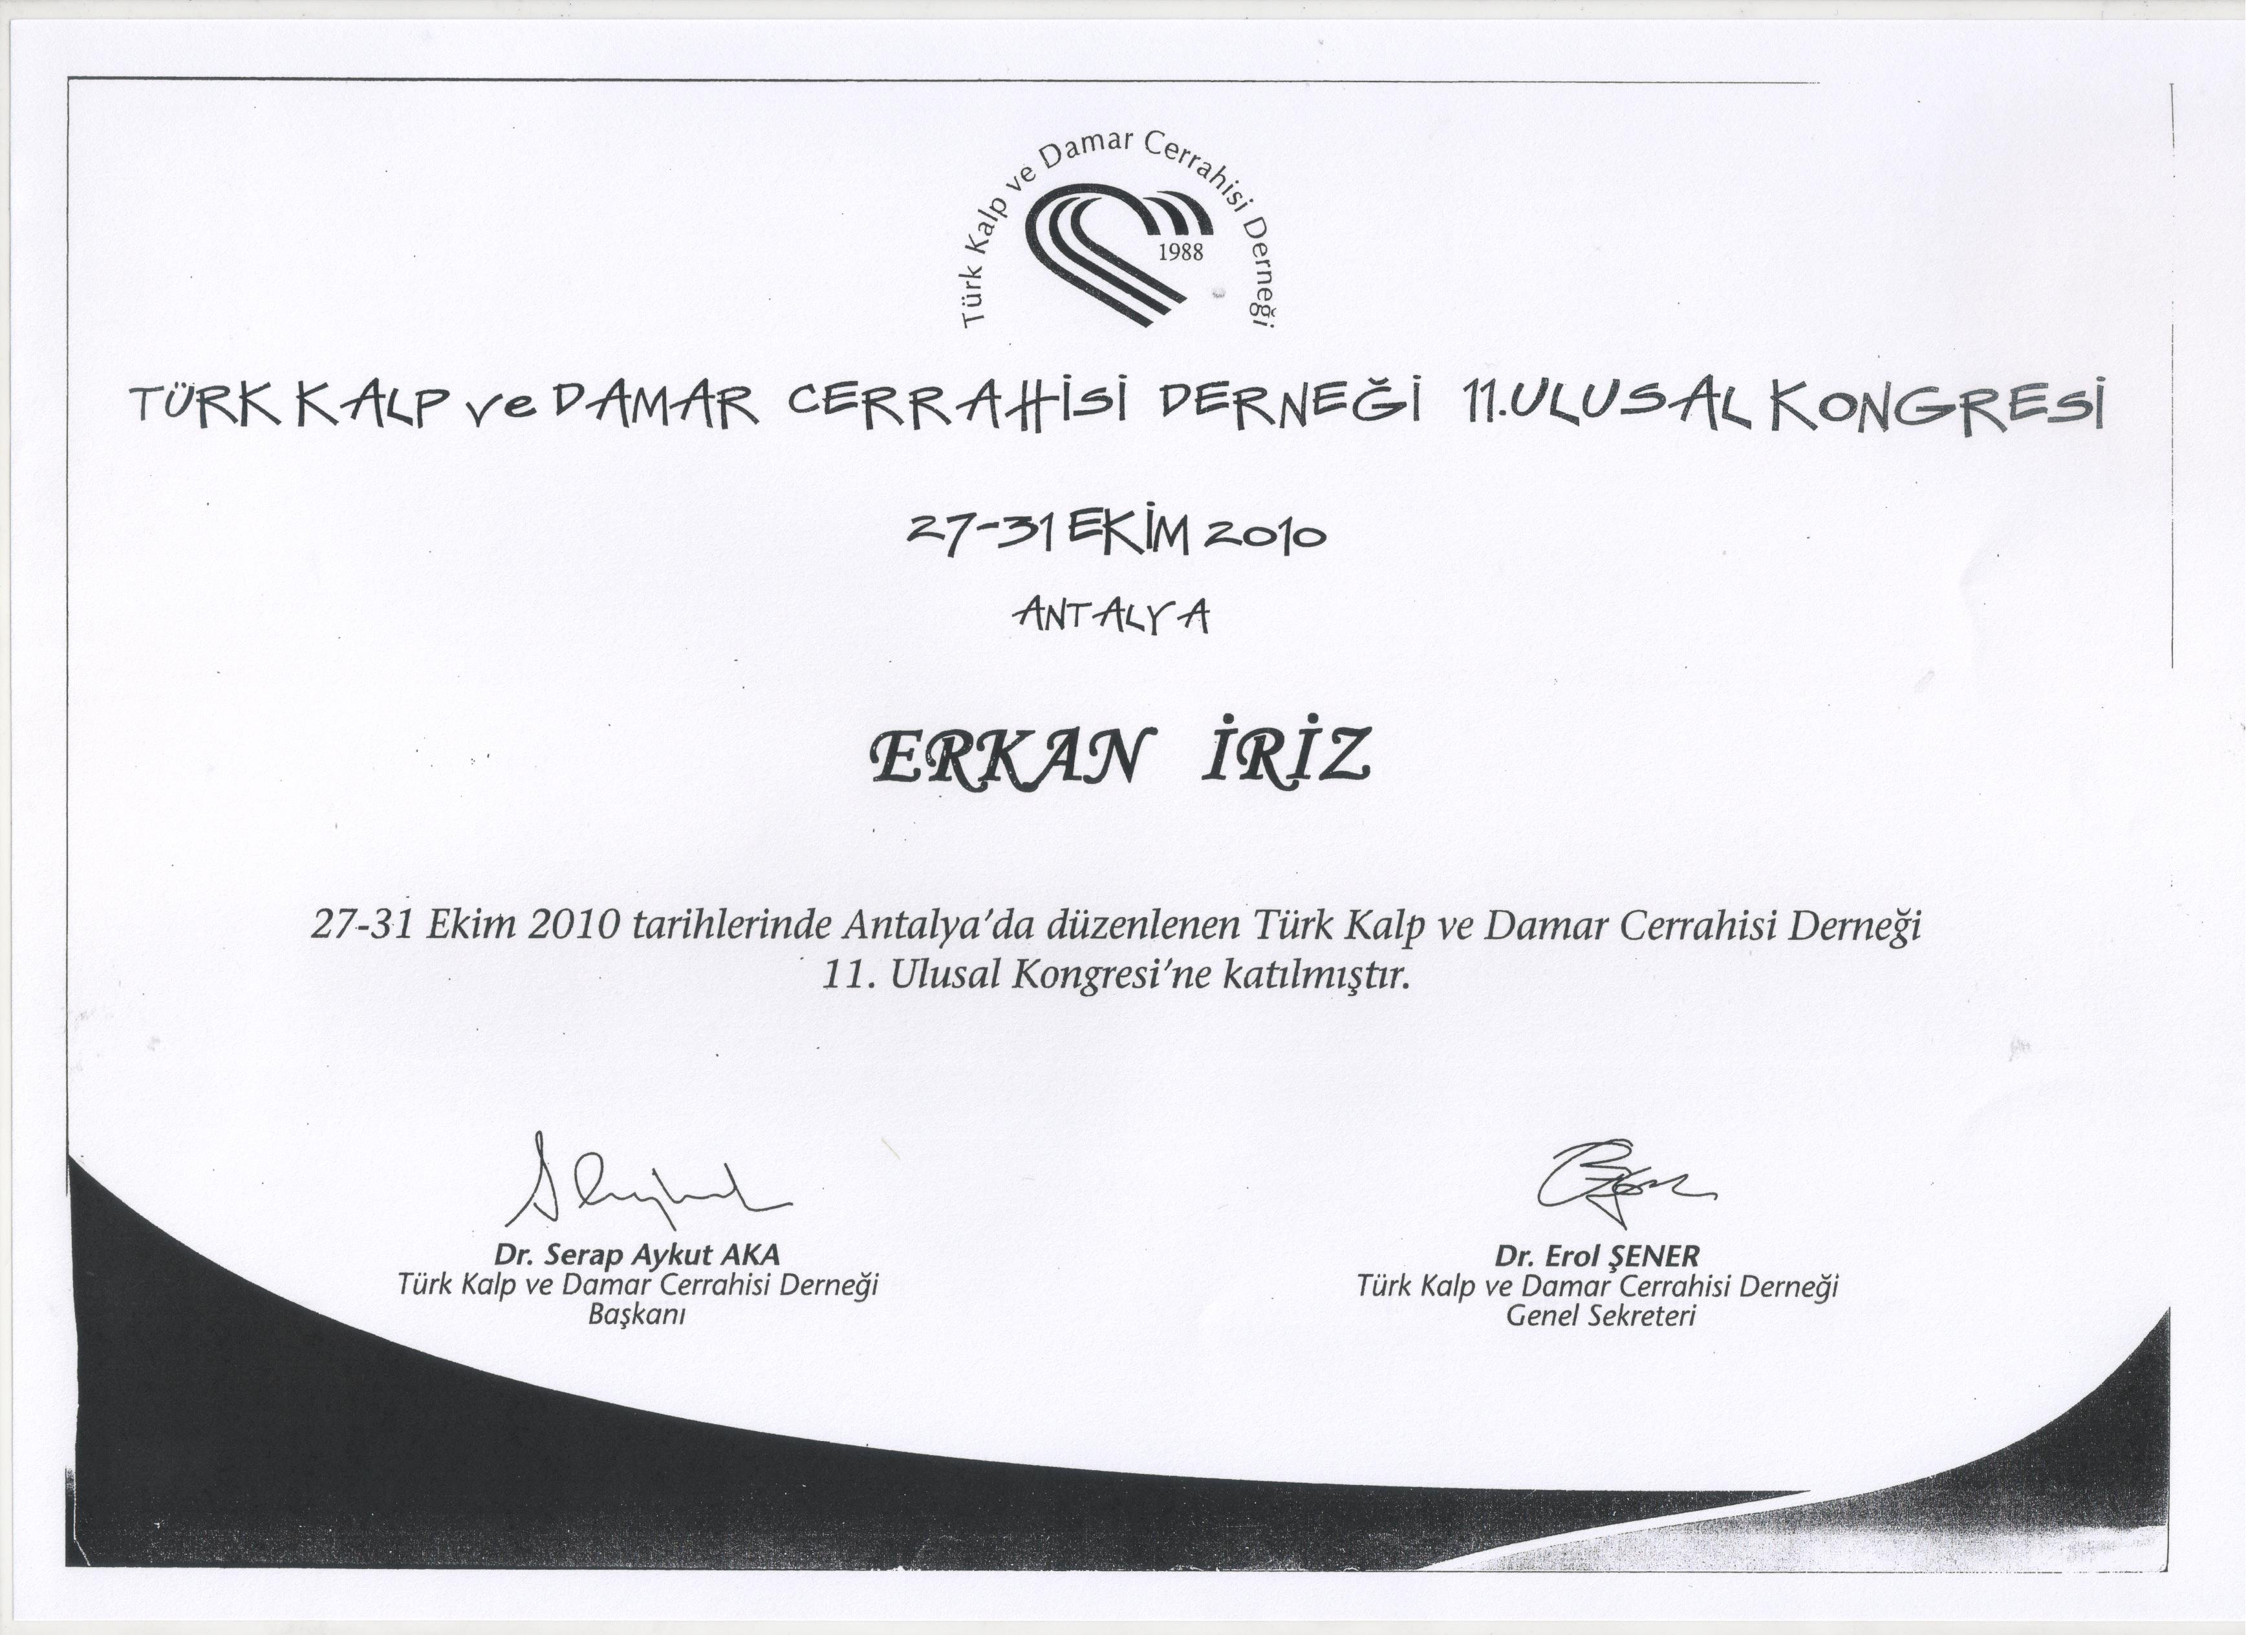 Türk Kalp ve Damar Cerrahisi Derneği
1988
TÜRK KALP ve DAMAR CERRAHİSİ DERNEĞİ 11.ULUSAL KONGRESİ
27-31 EKİM 2010
ANTALYA
ERKAN İRİZ
27-31 Ekim 2010 tarihlerinde Antalya'da düzenlenen Türk Kalp ve Damar Cerrahisi Derneği
11. Ulusal Kongresi'ne katılmıştır.
Dr. Serap Aykut AKA
Türk Kalp ve Damar Cerrahisi Derneği
Başkanı
Dr. Erol ŞENER
Türk Kalp ve Damar Cerrahisi Derneği
Genel Sekreteri